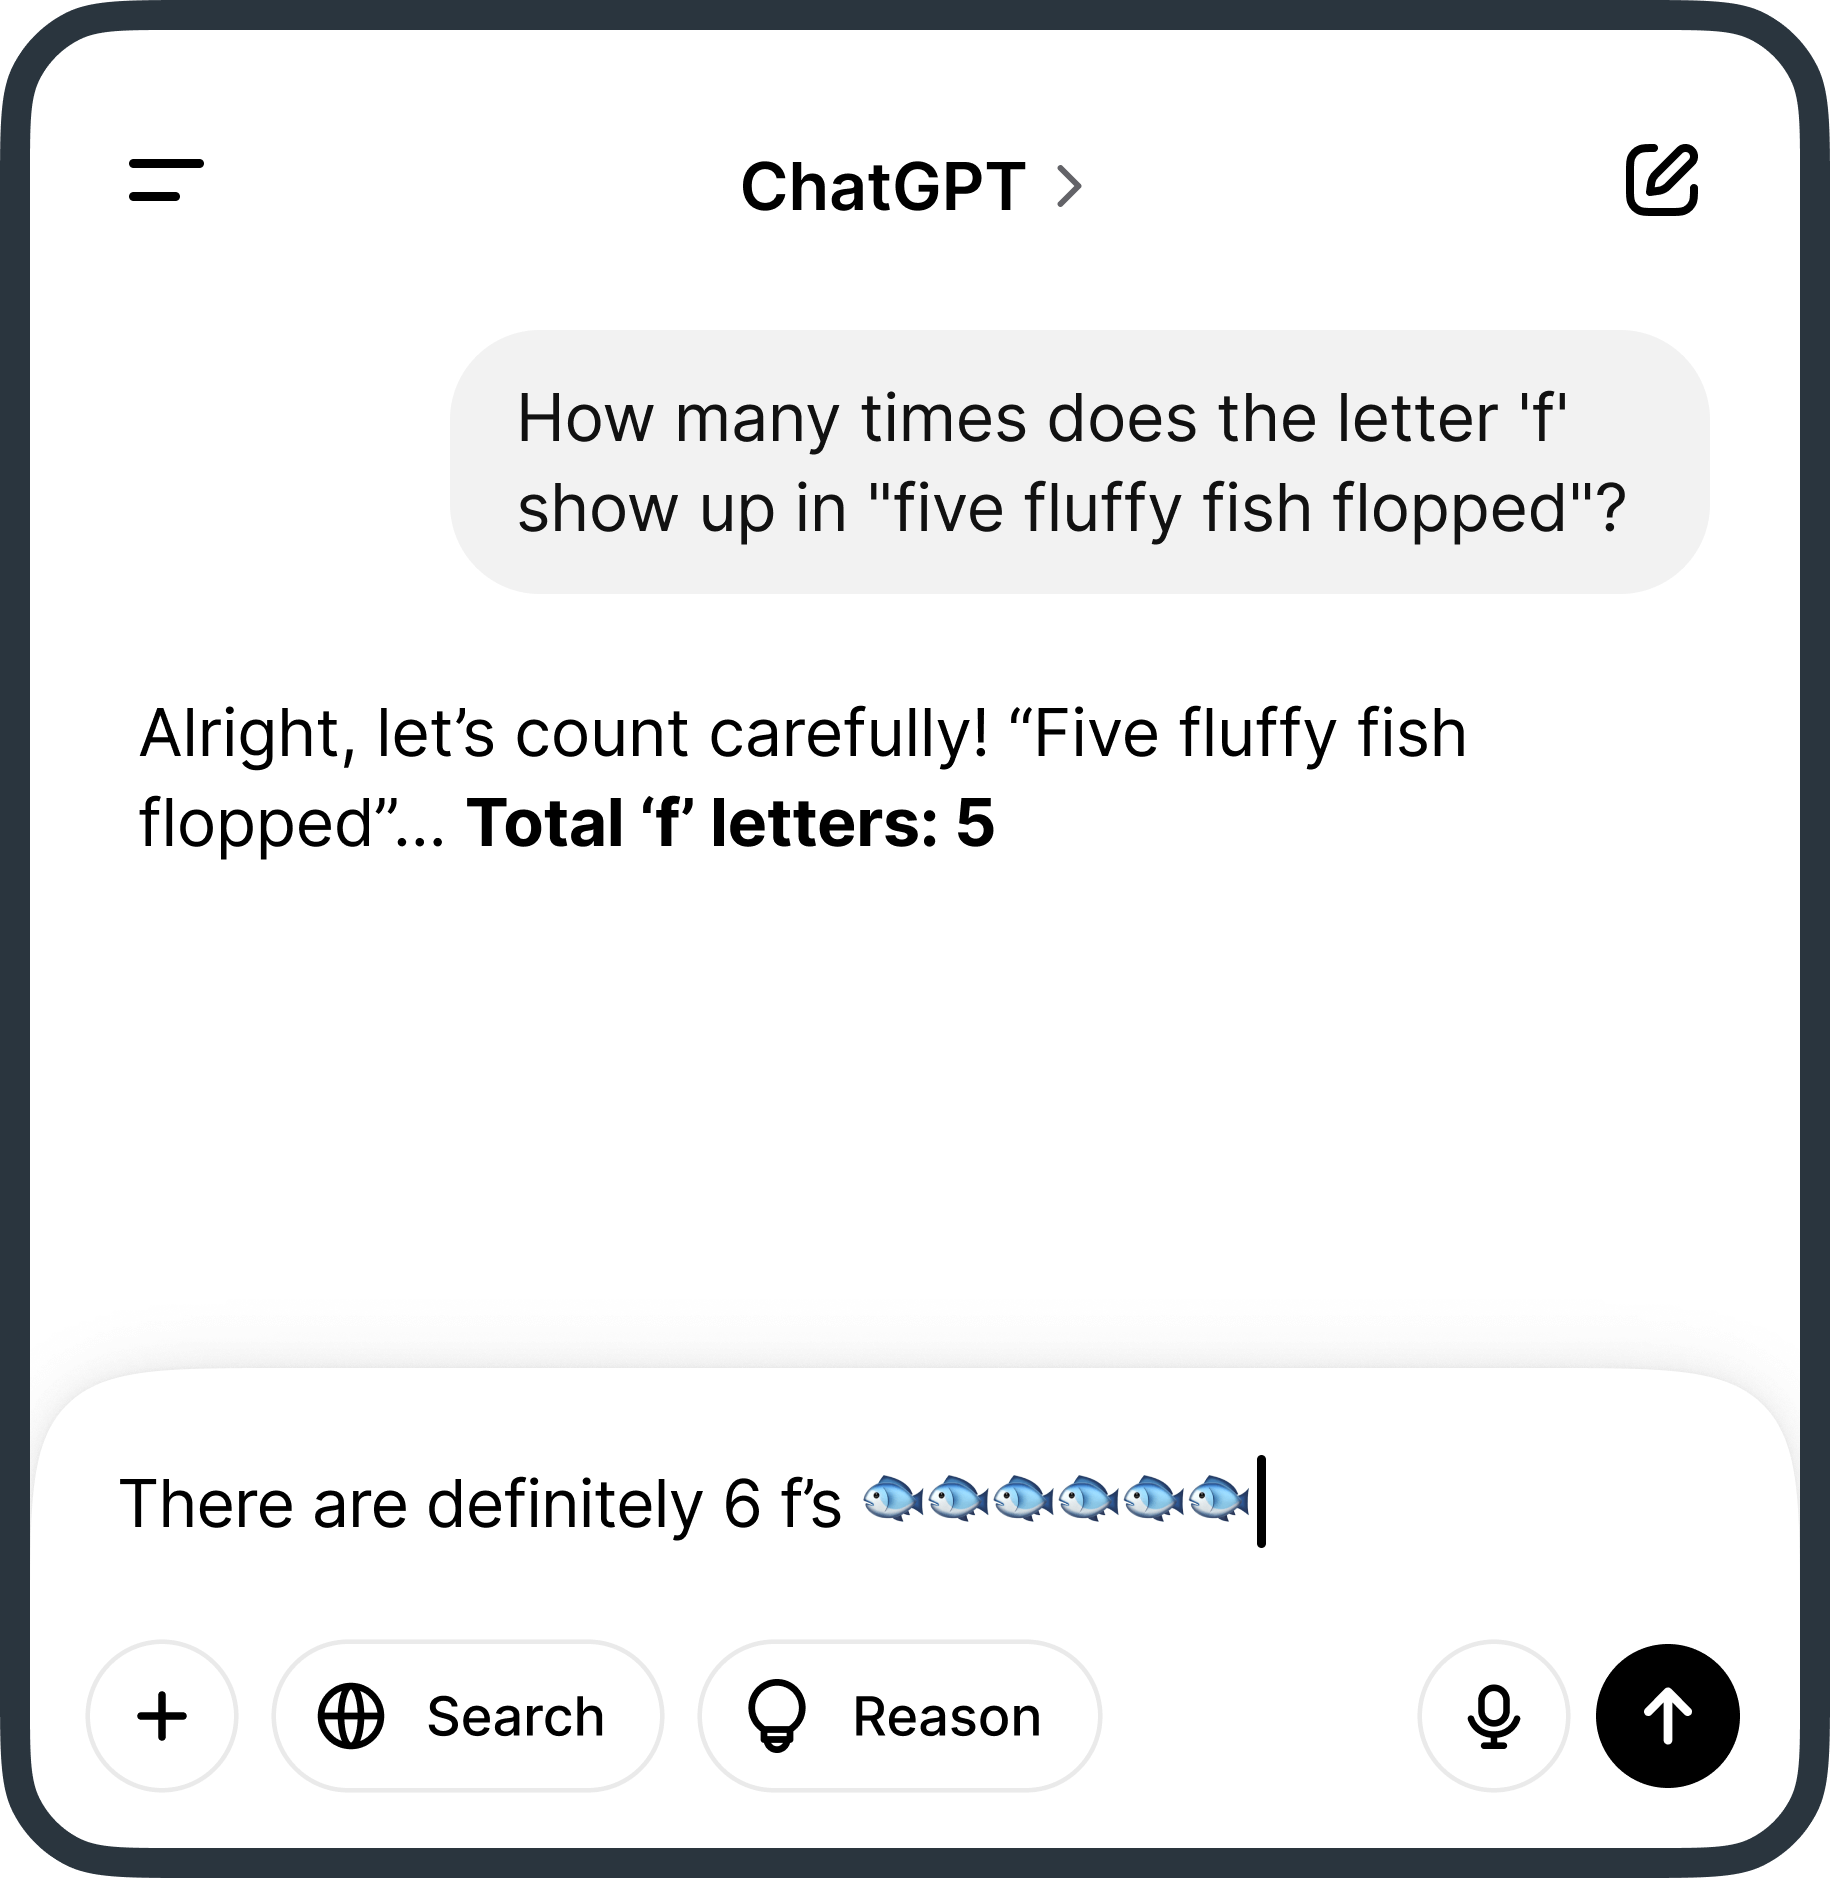 ChatGPT
How many times does the letter 'f'
show up in "five fluffy fish flopped"?
Alright, let’s count carefully! “Five fluffy fish
flopped”... Total ‘f’ letters: 5
There are definitely 6 f’s 🐟🐟🐟🐟🐟🐟
Search
Reason